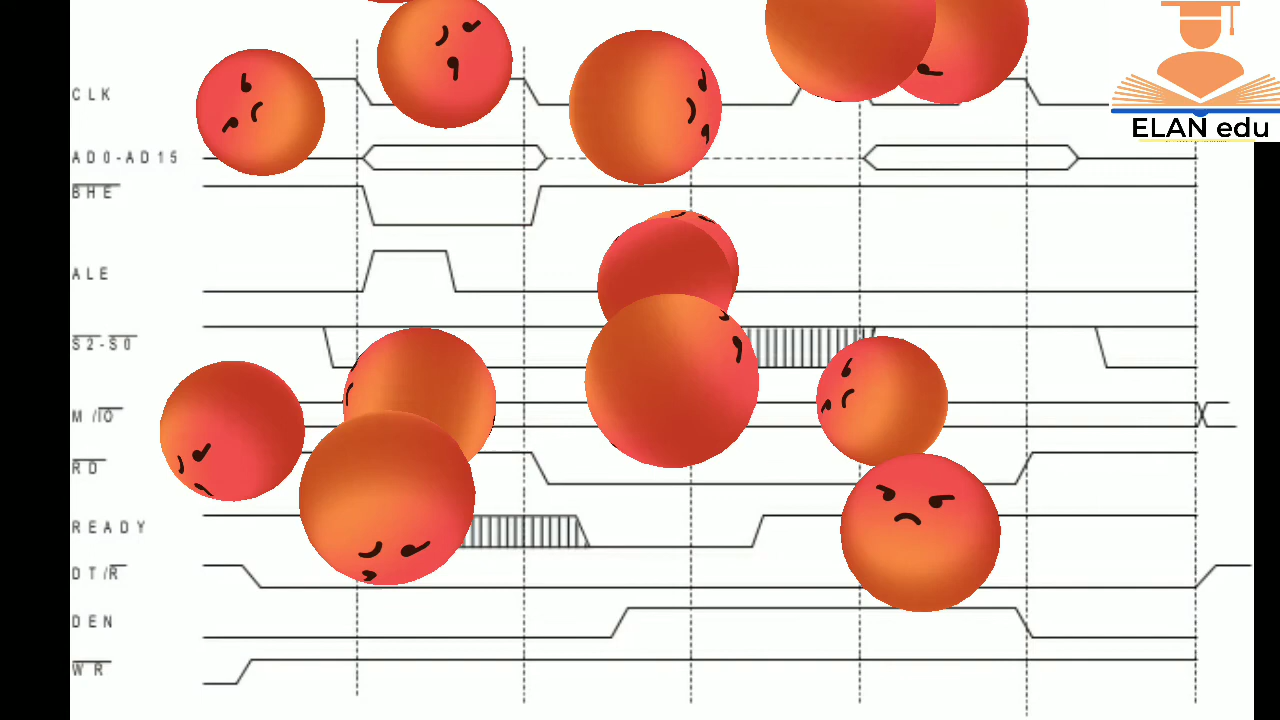 CLK
AD0-AD15
BHE
ALE
S2-S0
M/IO
RD
READY
DT/R
DEN
WR
ELAN edu